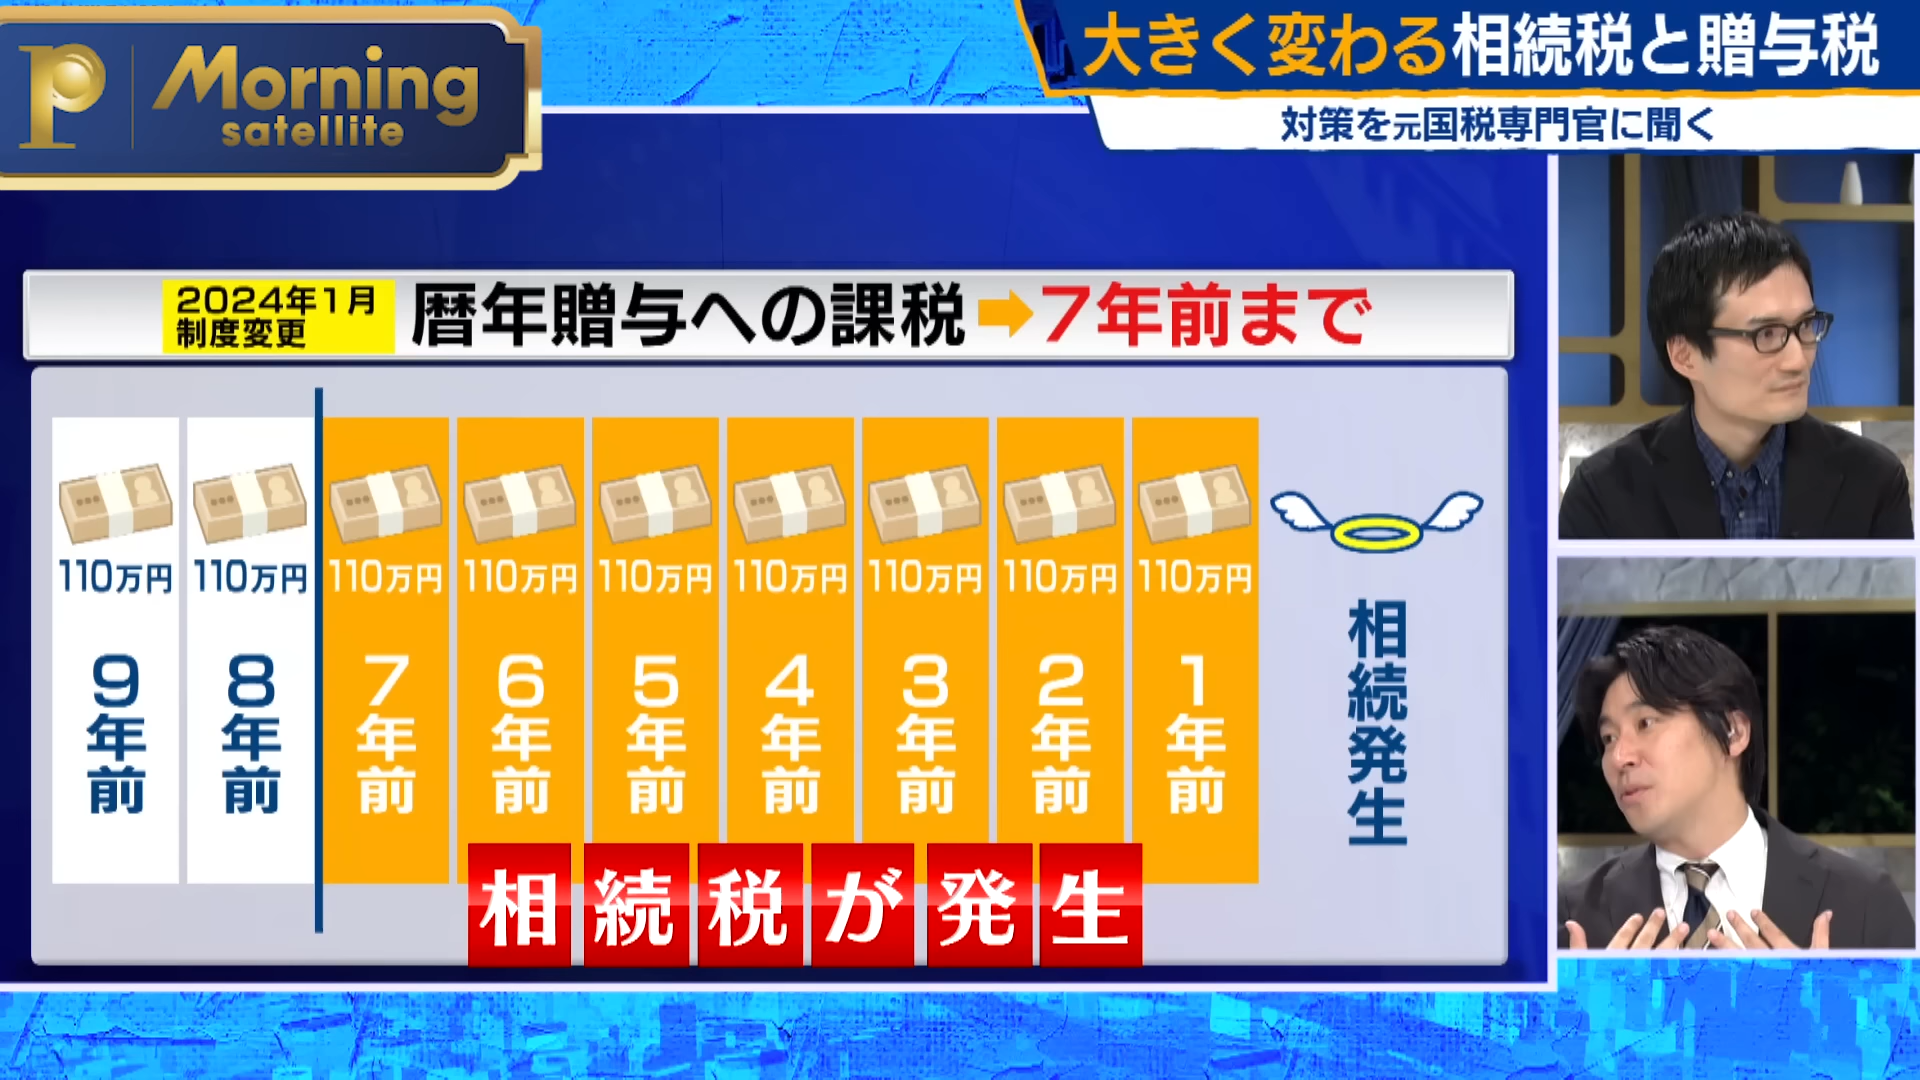 P Morning
satellite
大きく変わる相続税と贈与税
対策を元国税専門官に聞く
2024年1月
制度変更
暦年贈与への課税➡7年前まで
110万円 110万円 110万円 110万円 110万円 110万円 110万円 110万円 110万円
9年前 8年前 7年前 6年前 5年前 4年前 3年前 2年前 1年前
相続発生
相続税が発生